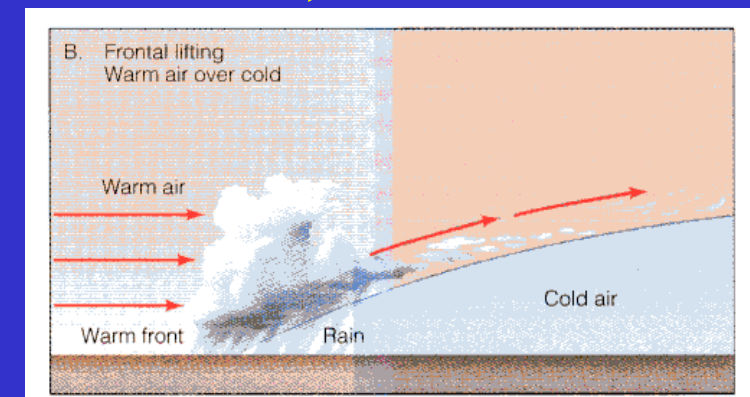 B. Frontal lifting
Warm air over cold
Warm air
Cold air
Warm front
Rain